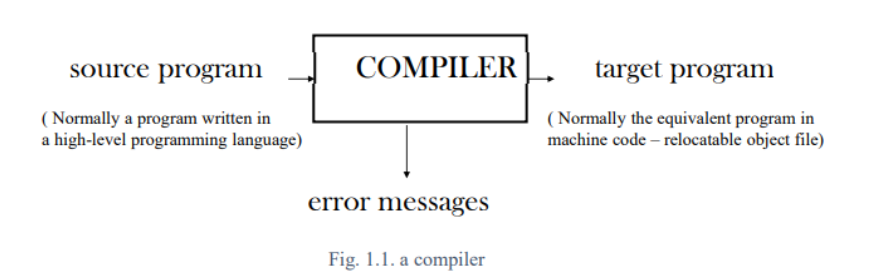 source program
COMPILER
target program
( Normally a program written in
a high-level programming language)
( Normally the equivalent program in
machine code – relocatable object file)
error messages
Fig. 1.1. a compiler